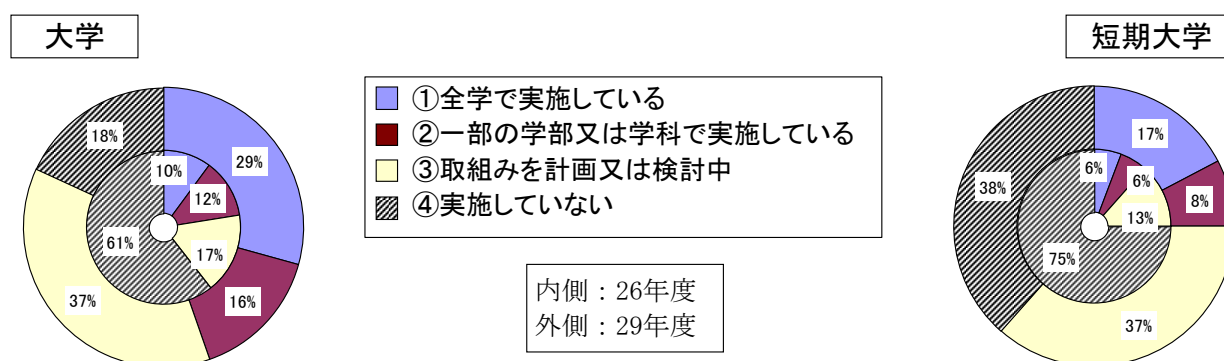 大学
短期大学
①全学で実施している
②一部の学部又は学科で実施している
③取組みを計画又は検討中
④実施していない
内側：26年度
外側：29年度
18%
29%
10%
12%
61%
17%
37%
16%
17%
6%
6%
38%
8%
13%
75%
37%